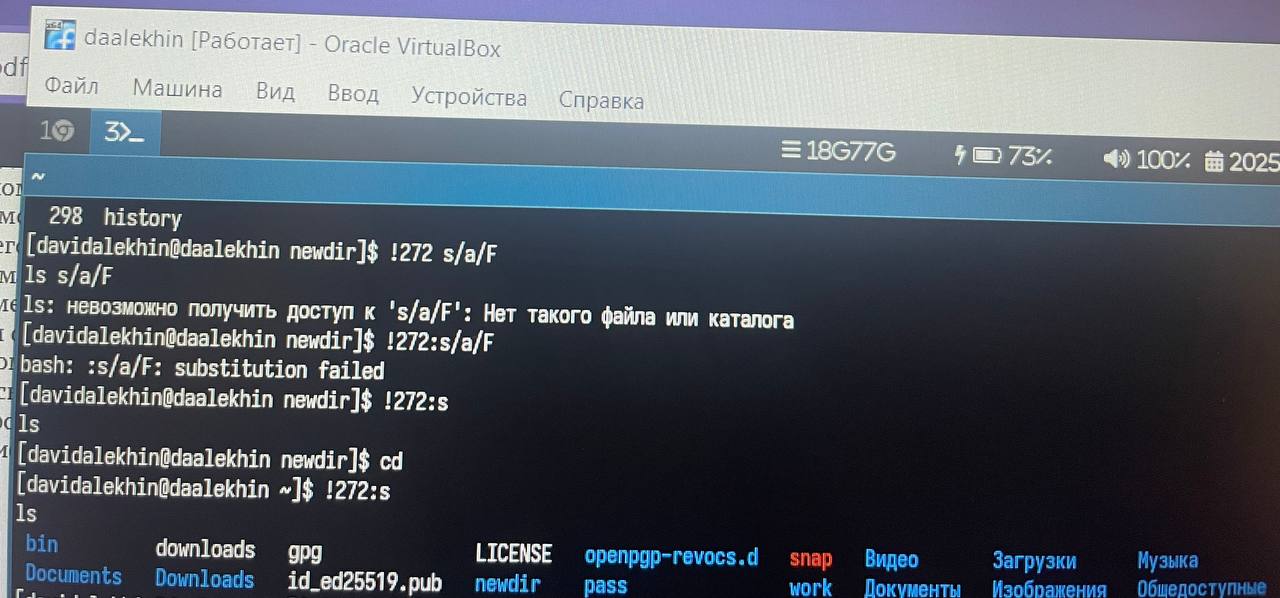 daalekhin [Работает] - Oracle VirtualBox
Файл Машина Вид Ввод Устройства Справка
1 3 18G77G 73% 100% 2025
~
298 history
[davidalekhin@daalekhin newdir]$ !272 s/a/F
ls s/a/F
ls: невозможно получить доступ к 's/a/F': Нет такого файла или каталога
[davidalekhin@daalekhin newdir]$ !272:s/a/F
bash: :s/a/F: substitution failed
[davidalekhin@daalekhin newdir]$ !272:s
ls
[davidalekhin@daalekhin newdir]$ cd
[davidalekhin@daalekhin ~]$ !272:s
ls
bin downloads gpg LICENSE openpgp-revocs.d snap Видео Загрузки Музыка
Documents Downloads id_ed25519.pub newdir pass work Документы Изображения Общедоступные